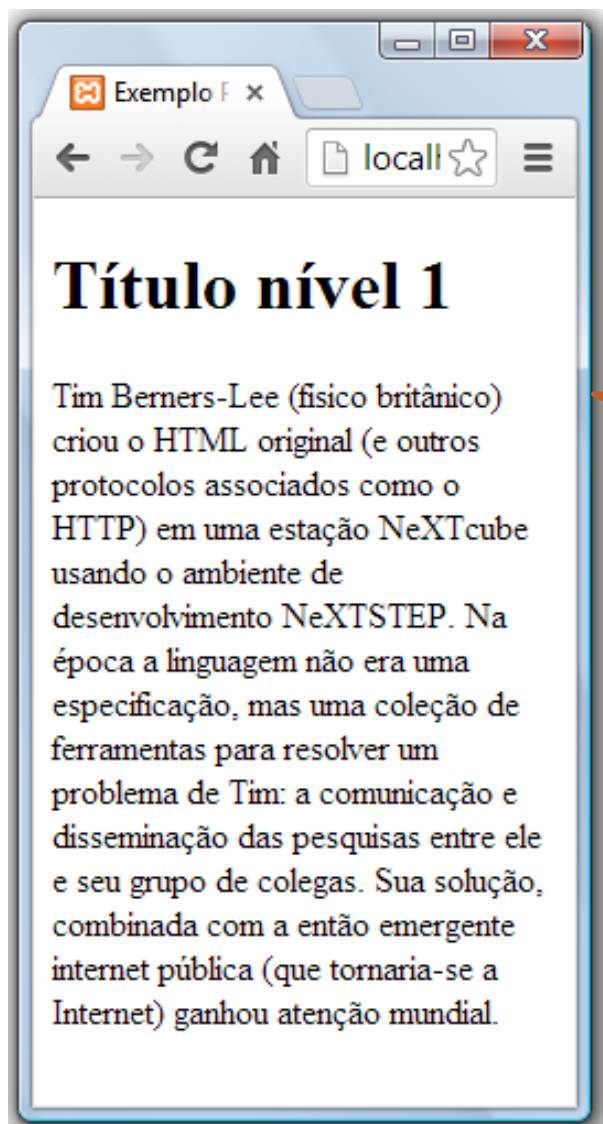 Exemplo
localh
Título nível 1
Tim Berners-Lee (físico britânico)
criou o HTML original (e outros
protocolos associados como o
HTTP) em uma estação NeXTcube
usando o ambiente de
desenvolvimento NeXTSTEP. Na
época a linguagem não era uma
especificação, mas uma coleção de
ferramentas para resolver um
problema de Tim: a comunicação e
disseminação das pesquisas entre ele
e seu grupo de colegas. Sua solução,
combinada com a então emergente
internet pública (que tornaria-se a
Internet) ganhou atenção mundial.